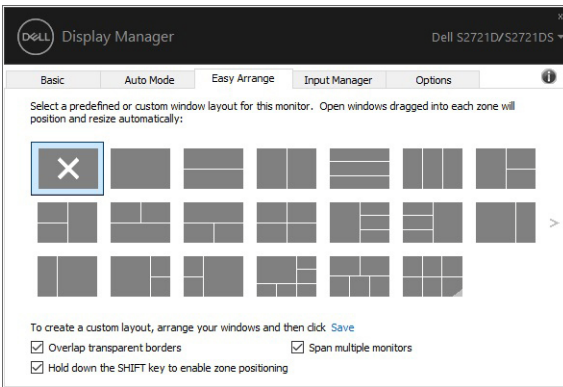 DELL Display Manager
Dell S2721D/S2721DS
Basic Auto Mode Easy Arrange Input Manager Options
Select a predefined or custom window layout for this monitor. Open windows dragged into each zone will
position and resize automatically:
To create a custom layout, arrange your windows and then click Save
Overlap transparent borders Span multiple monitors
Hold down the SHIFT key to enable zone positioning